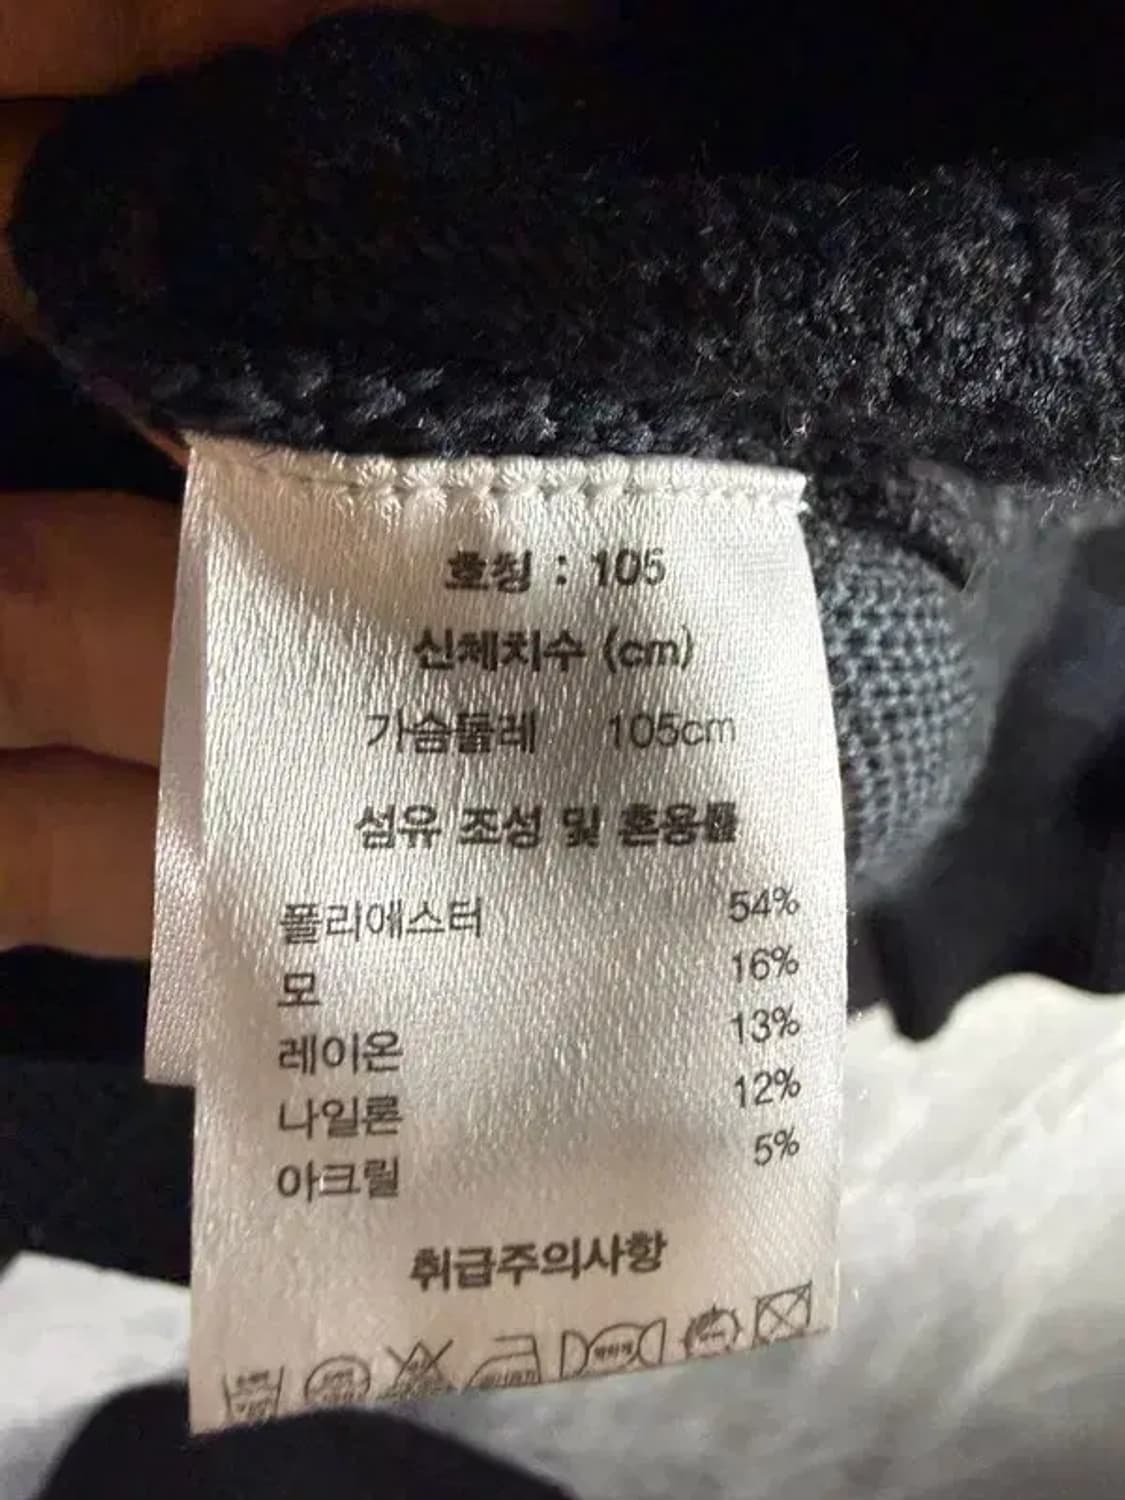 호칭 : 105
신체치수 (cm)
가슴둘레 105cm
섬유 조성 및 혼용률
폴리에스터 54%
모 16%
레이온 13%
나일론 12%
아크릴 5%
취급주의사항